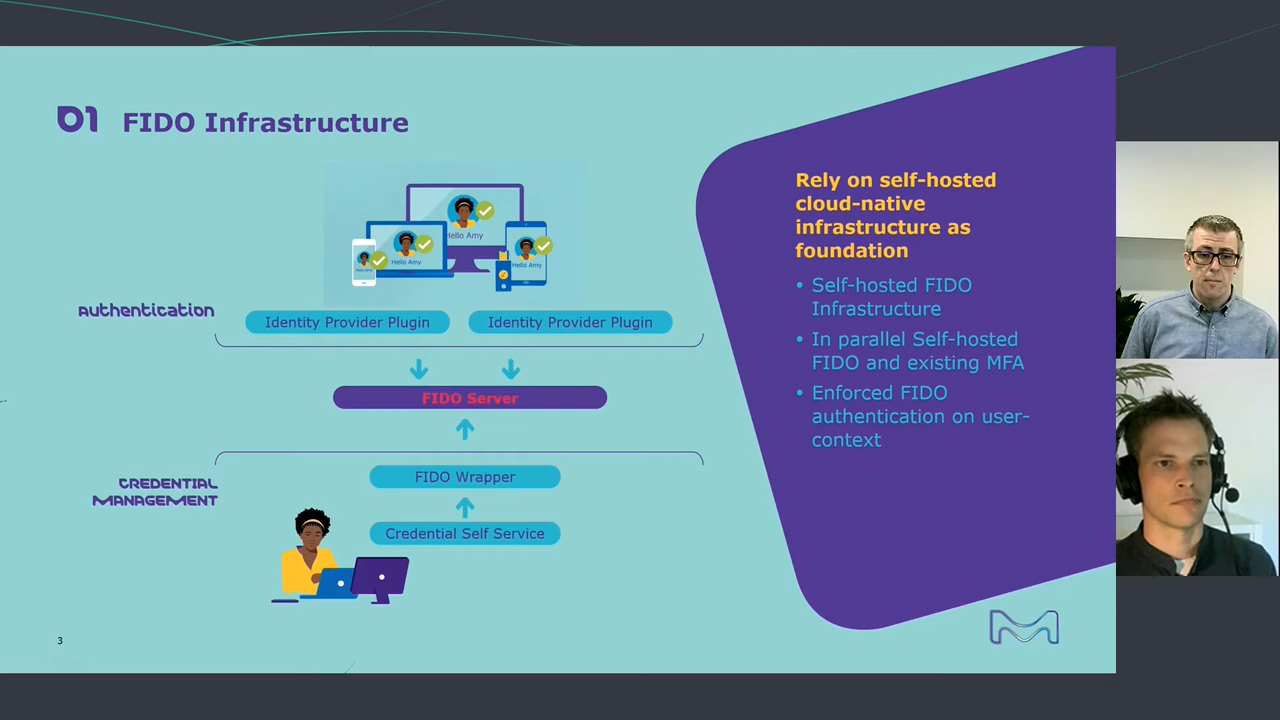 01 FIDO Infrastructure
Hello Amy
Hello Amy
Hello Amy
Hello Amy
Authentication
Identity Provider Plugin
Identity Provider Plugin
FIDO Server
CREDENTIAL
MANAGEMENT
FIDO Wrapper
Credential Self Service
Rely on self-hosted
cloud-native
infrastructure as
foundation
• Self-hosted FIDO
Infrastructure
• In parallel Self-hosted
FIDO and existing MFA
• Enforced FIDO
authentication on user-
context
3